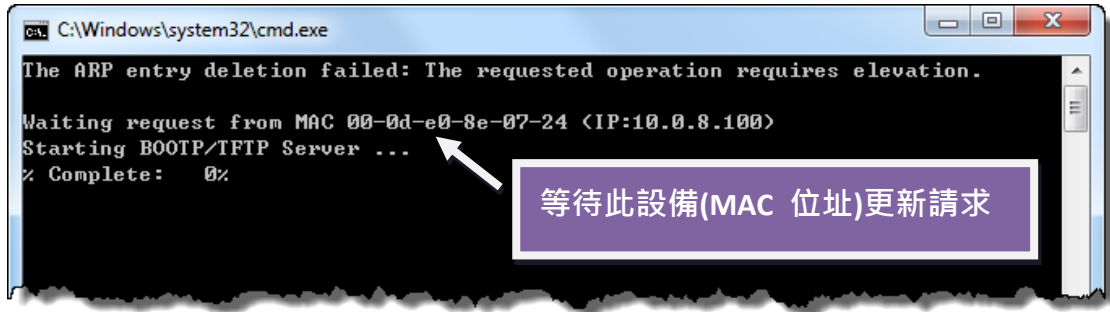 C:\Windows\system32\cmd.exe
The ARP entry deletion failed: The requested operation requires elevation.
Waiting request from MAC 00-0d-e0-8e-07-24 (IP:10.0.8.100)
Starting BOOTP/TFTP Server ...
% Complete:   0%
等待此設備(MAC 位址)更新請求